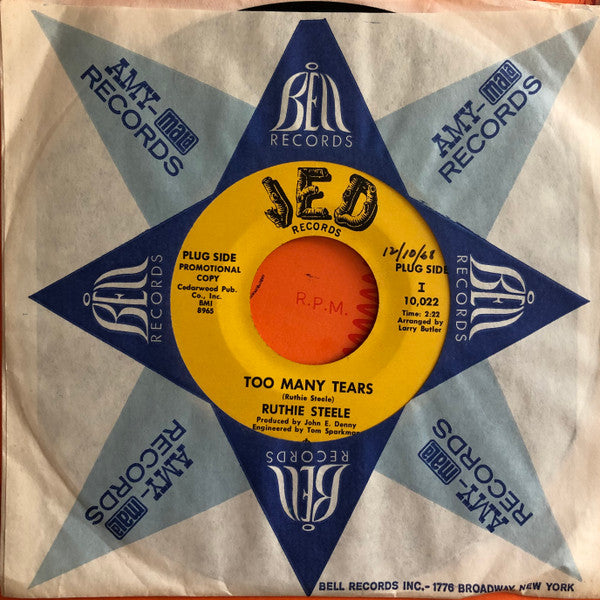 BELL
RECORDS
AMY-mala
RECORDS
AMY-mala
RECORDS
JED
RECORDS
PLUG SIDE
PROMOTIONAL
COPY
Cedarwood Pub.
Co., Inc.
BMI
8965
12/10/68
PLUG SIDE
I
10,022
Time: 2:22
Arranged by
Larry Butler
R.P.M.
BELL
RECORDS
BELL
RECORDS
TOO MANY TEARS
(Ruthie Steele)
RUTHIE STEELE
Produced by John E. Denny
Engineered by Tom Sparkman
AMY-mala
RECORDS
AMY-mala
RECORDS
BELL
RECORDS
BELL RECORDS INC.-1776 BROADWAY, NEW YORK